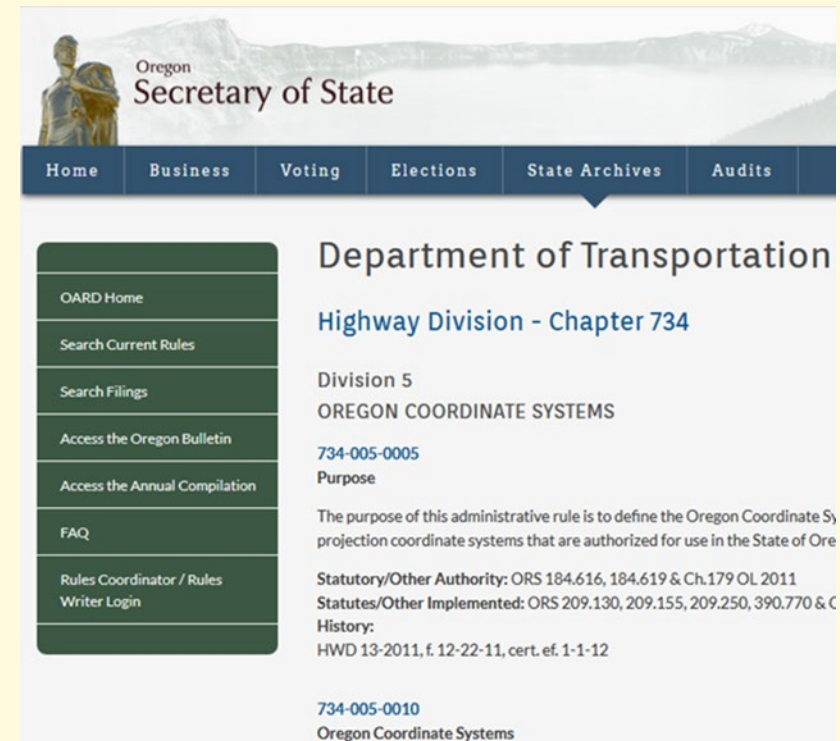 Oregon
Secretary of State
Home Business Voting Elections State Archives Audits
OARD Home
Search Current Rules
Search Filings
Access the Oregon Bulletin
Access the Annual Compilation
FAQ
Rules Coordinator / Rules
Writer Login
Department of Transportation
Highway Division - Chapter 734
Division 5
OREGON COORDINATE SYSTEMS
734-005-0005
Purpose
The purpose of this administrative rule is to define the Oregon Coordinate
projection coordinate systems that are authorized for use in the State of
Statutory/Other Authority: ORS 184.616, 184.619 & Ch.179 OL 2011
Statutes/Other Implemented: ORS 209.130, 209.155, 209.250, 390.770 &
History:
HWD 13-2011, f. 12-22-11, cert. ef. 1-1-12
734-005-0010
Oregon Coordinate Systems